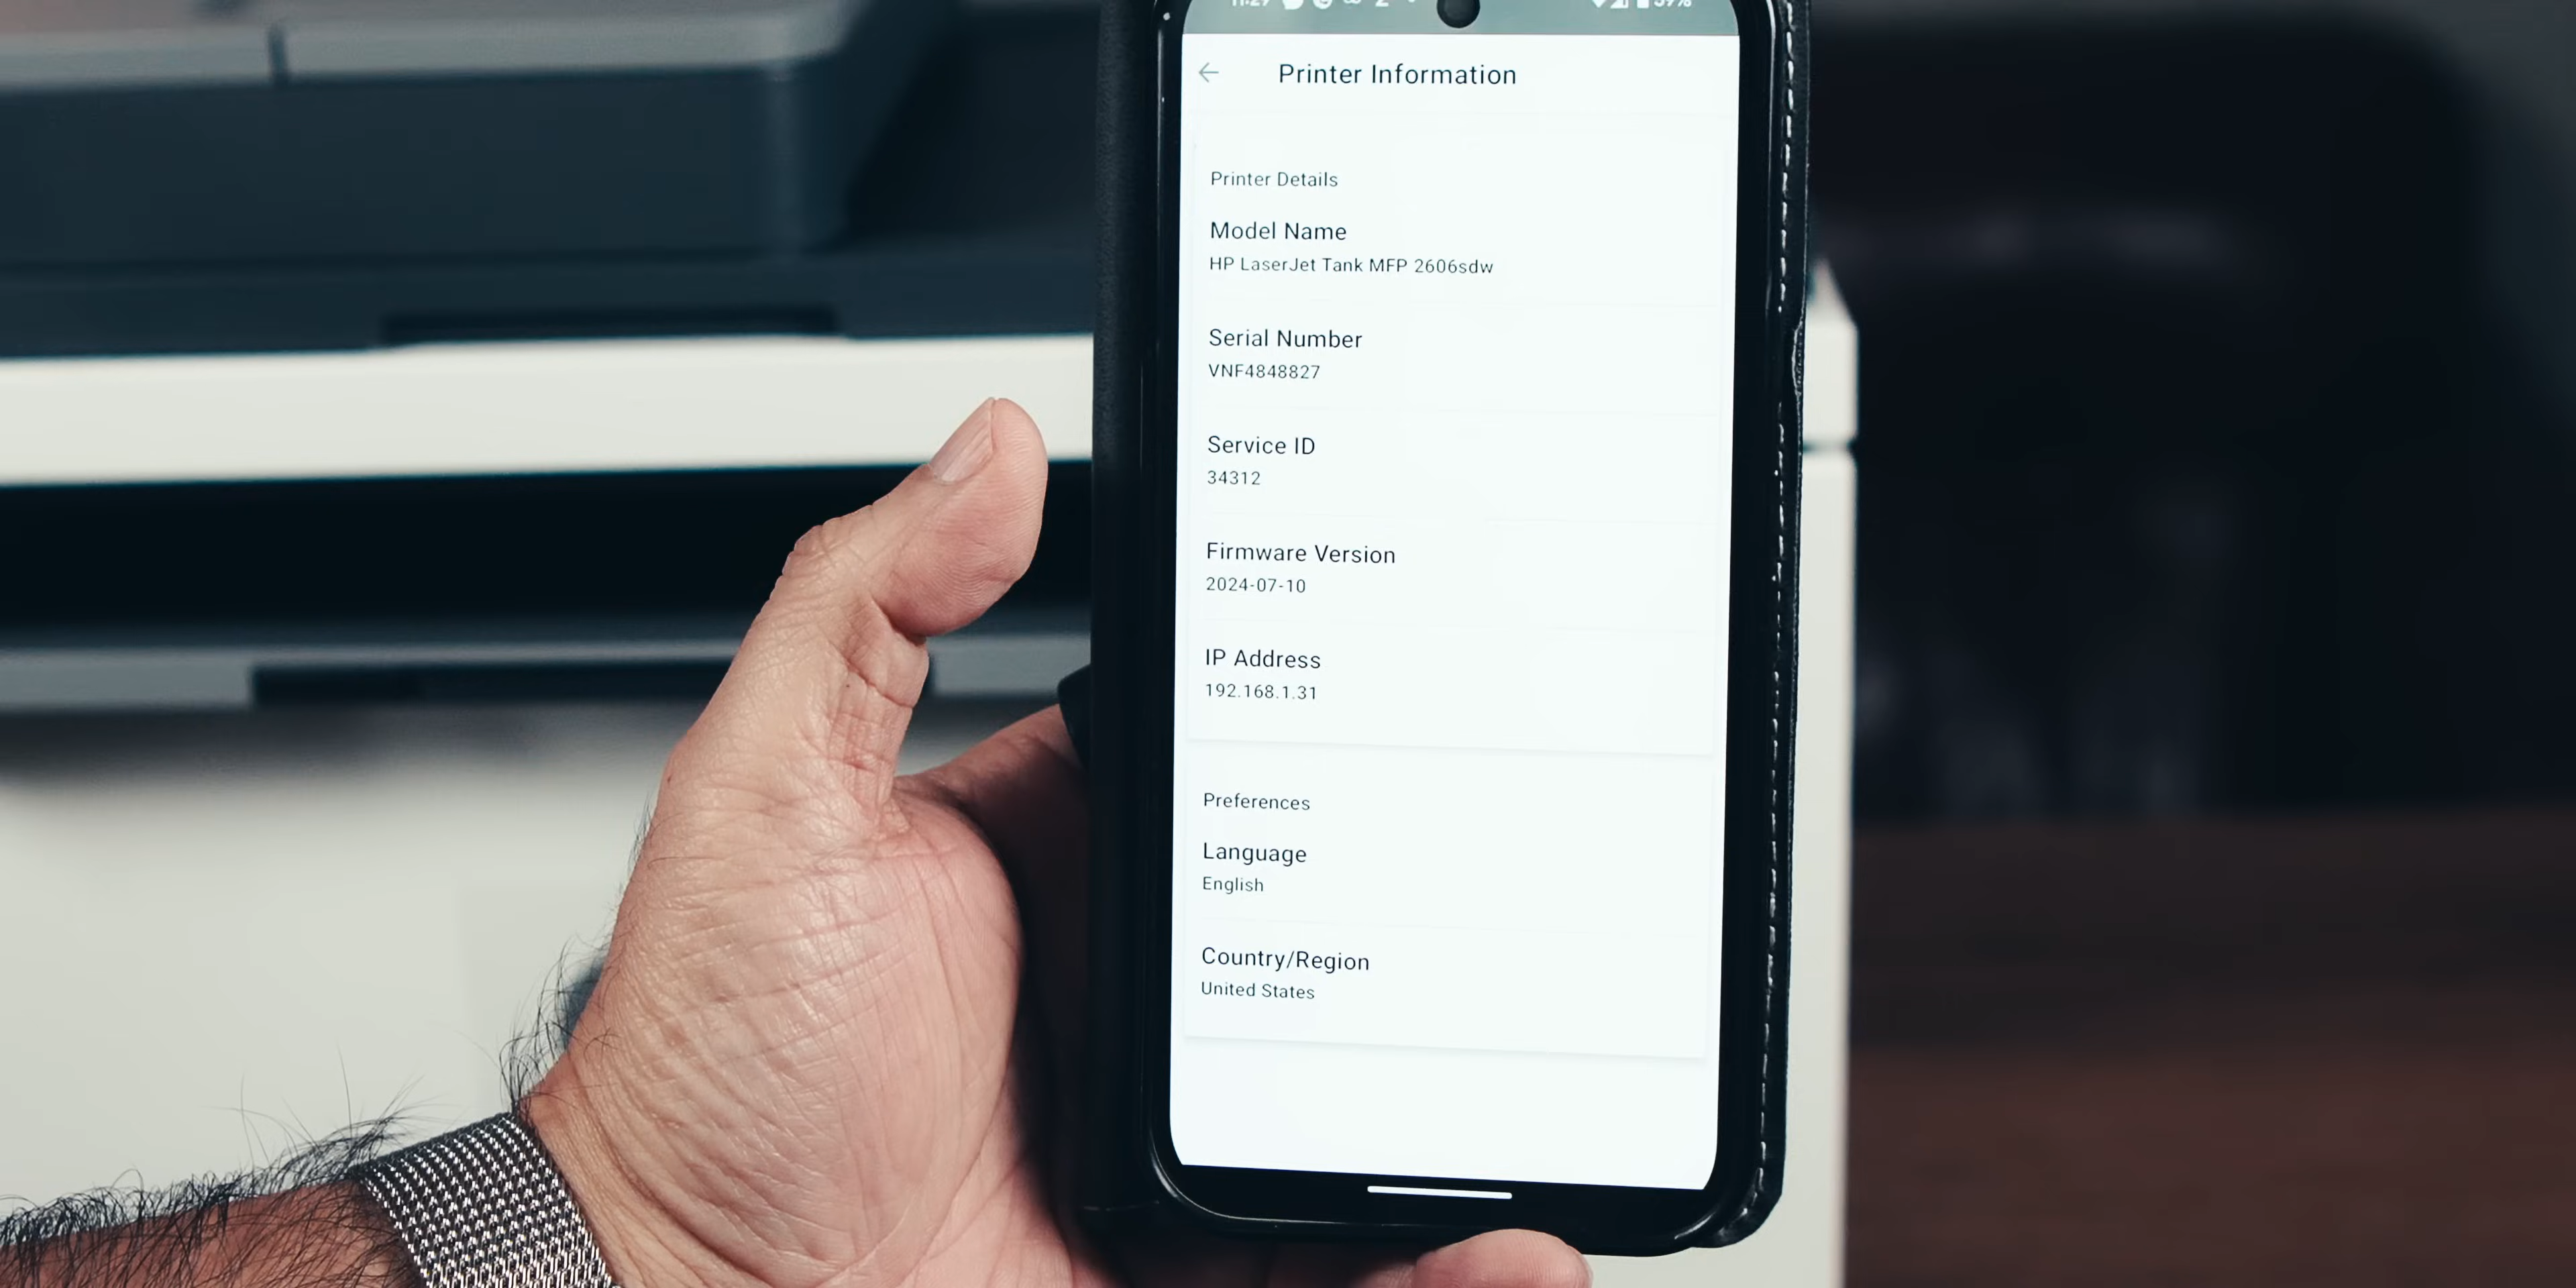 Printer Information
Printer Details
Model Name
HP LaserJet Tank MFP 2606sdw
Serial Number
VNF4848827
Service ID
34312
Firmware Version
2024-07-10
IP Address
192.168.1.31
Preferences
Language
English
Country/Region
United States